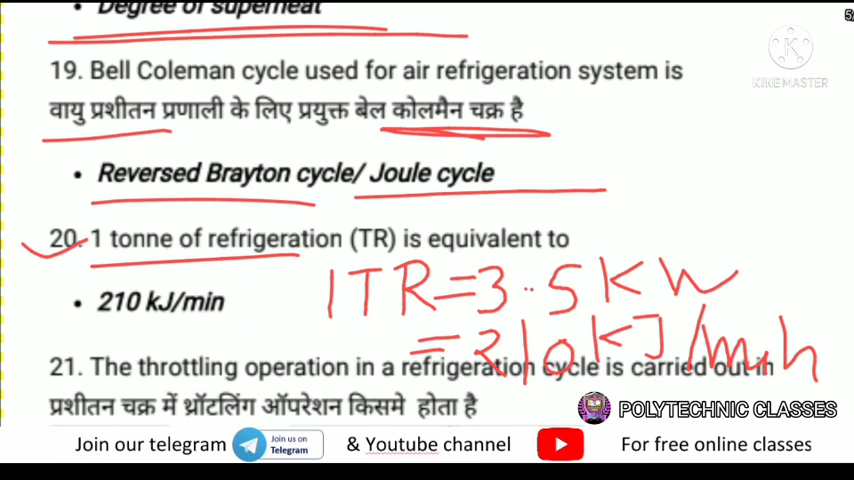 • Degree of superheat
5
19. Bell Coleman cycle used for air refrigeration system is
वायु प्रशीतन प्रणाली के लिए प्रयुक्त बेल कोलमैन चक्र है
K
KINEMASTER
• Reversed Brayton cycle/ Joule cycle
20. 1 tonne of refrigeration (TR) is equivalent to
1TR=3.5KW
• 210 kJ/min
=210KJ/min
21. The throttling operation in a refrigeration cycle is carried out in
प्रशीतन चक्र में थ्रॉटलिंग ऑपरेशन किसमे होता है
POLYTECHNIC CLASSES
Join our telegram Join us on Telegram & Youtube channel For free online classes